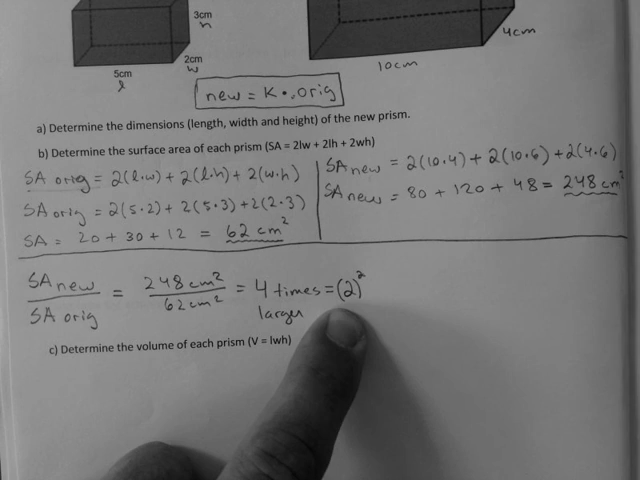 3cm
h
2cm
w
5cm
l
4cm
10cm
new = K • orig
a) Determine the dimensions (length, width and height) of the new prism.
b) Determine the surface area of each prism (SA = 2lw + 2lh + 2wh)
SA orig = 2(l·w) + 2(l·h) + 2(w·h)
SA orig = 2(5·2) + 2(5·3) + 2(2·3)
SA = 20 + 30 + 12 = 62 cm²
SA new = 2(10·4) + 2(10·6) + 2(4·6)
SA new = 80 + 120 + 48 = 248 cm²
SA new = 248 cm² = 4 times = (2)²
SA orig 62 cm² larger
c) Determine the volume of each prism (V = lwh)